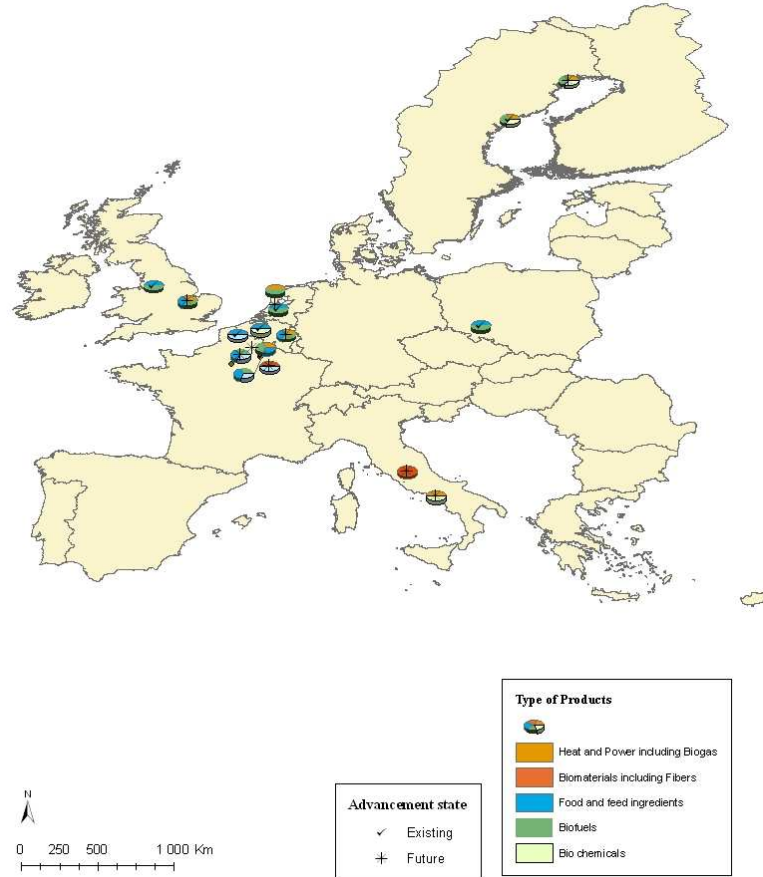 Type of Products
Heat and Power including Biogas
Biomaterials including Fibers
Food and feed ingredients
Biofuels
Bio chemicals
Advancement state
Existing
Future
N
0 250 500 1 000 Km